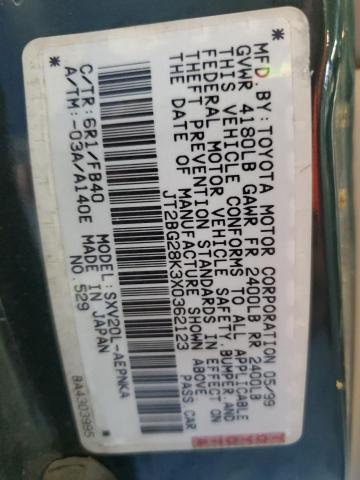 * MFD. BY: TOYOTA MOTOR CORPORATION 05/99
GVWR 4180LB GAWR FR 2400LB RR 2400LB
THIS VEHICLE CONFORMS TO ALL APPLICABLE
FEDERAL MOTOR VEHICLE SAFETY, BUMPER, AND
THEFT PREVENTION STANDARDS IN EFFECT ON
THE DATE OF MANUFACTURE SHOWN ABOVE.
JT2BG28K3X0362123 PASS. CAR
* C/TR: 6R1/FB40 MODEL: SXV20L-AEPNKA
A/TM: -03A/A140E MADE IN JAPAN
NO. 529
BA4303995
TOYOTA